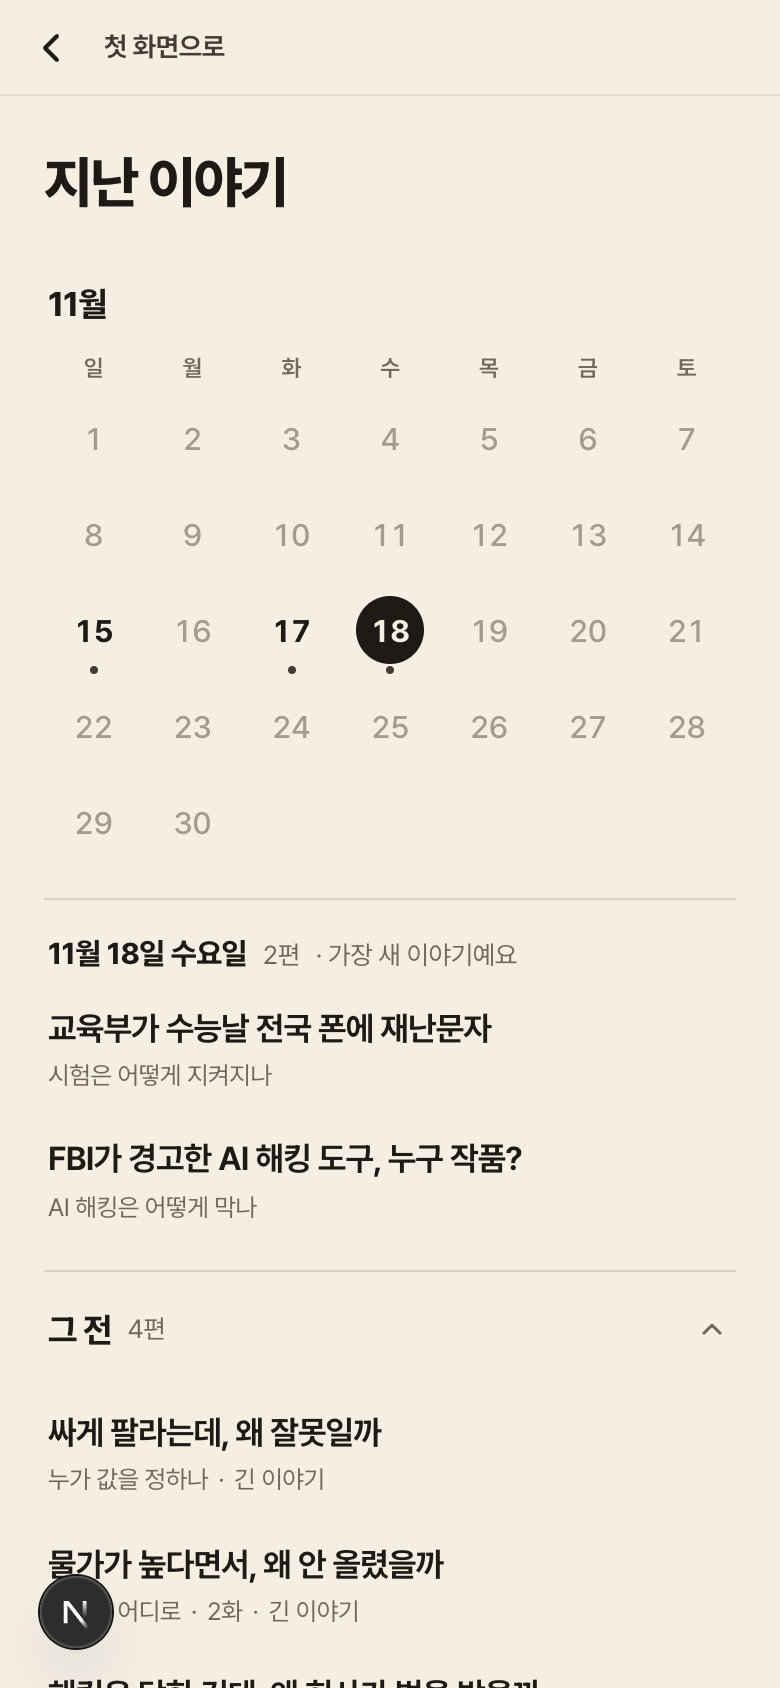 첫 화면으로
지난 이야기
11월
일 월 화 수 목 금 토
1 2 3 4 5 6 7
8 9 10 11 12 13 14
15 16 17 18 19 20 21
22 23 24 25 26 27 28
29 30
11월 18일 수요일 2편 · 가장 새 이야기예요
교육부가 수능날 전국 폰에 재난문자
시험은 어떻게 지켜지나
FBI가 경고한 AI 해킹 도구, 누구 작품?
AI 해킹은 어떻게 막나
그 전 4편
싸게 팔라는데, 왜 잘못일까
누가 값을 정하나 · 긴 이야기
물가가 높다면서, 왜 안 올렸을까
N 어디로 · 2화 · 긴 이야기